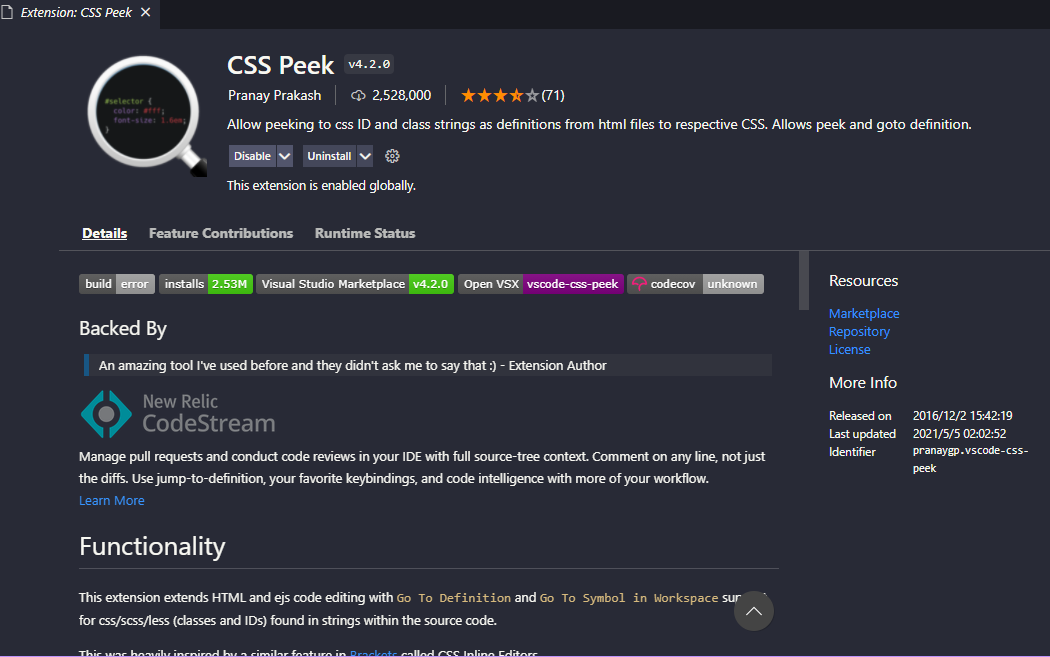 Extension: CSS Peek
CSS Peek v4.2.0
#selector {
color: #fff;
font-size: 1.6em;
}
Pranay Prakash 2,528,000 (71)
Allow peeking to css ID and class strings as definitions from html files to respective CSS. Allows peek and goto definition.
Disable Uninstall
This extension is enabled globally.
Details Feature Contributions Runtime Status
build error installs 2.53M Visual Studio Marketplace v4.2.0 Open VSX vscode-css-peek codecov unknown
Backed By
An amazing tool I've used before and they didn't ask me to say that :) - Extension Author
New Relic
CodeStream
Manage pull requests and conduct code reviews in your IDE with full source-tree context. Comment on any line, not just
the diffs. Use jump-to-definition, your favorite keybindings, and code intelligence with more of your workflow.
Learn More
Functionality
This extension extends HTML and ejs code editing with Go To Definition and Go To Symbol in Workspace
for css/scss/less (classes and IDs) found in strings within the source code.
This was heavily inspired by a similar feature in Brackets called CSS Inline Editors.
Resources
Marketplace
Repository
License
More Info
Released on 2016/12/2 15:42:19
Last updated 2021/5/5 02:02:52
Identifier pranaygp.vscode-css-
peek